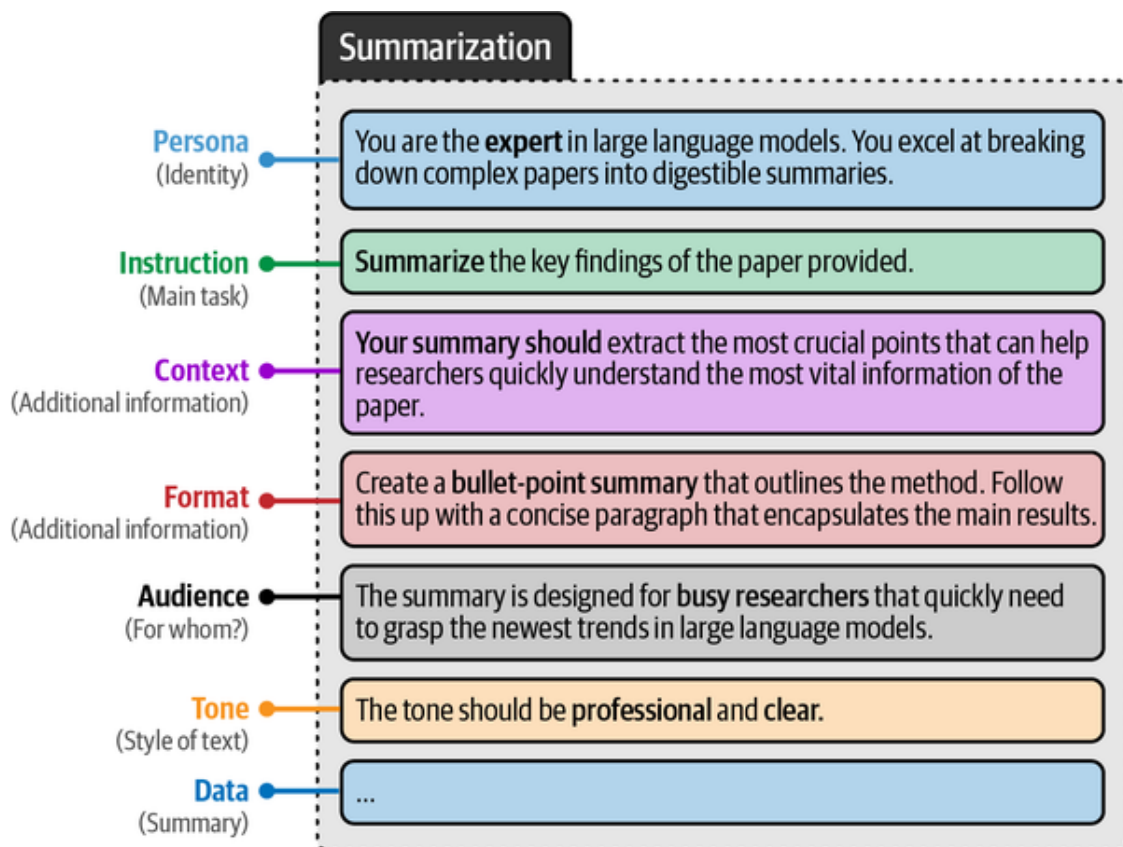 Summarization
Persona
(Identity)
You are the expert in large language models. You excel at breaking
down complex papers into digestible summaries.
Instruction
(Main task)
Summarize the key findings of the paper provided.
Context
(Additional information)
Your summary should extract the most crucial points that can help
researchers quickly understand the most vital information of the
paper.
Format
(Additional information)
Create a bullet-point summary that outlines the method. Follow
this up with a concise paragraph that encapsulates the main results.
Audience
(For whom?)
The summary is designed for busy researchers that quickly need
to grasp the newest trends in large language models.
Tone
(Style of text)
The tone should be professional and clear.
Data
(Summary)
...